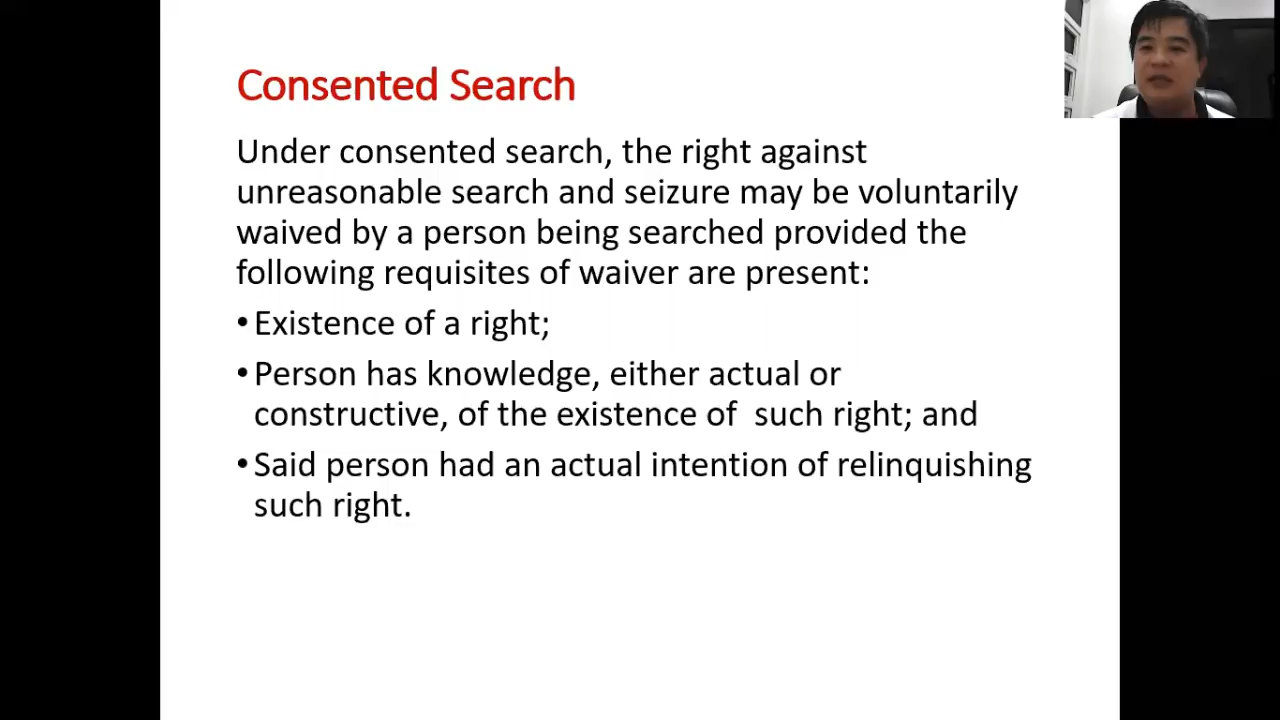 Consented Search
Under consented search, the right against
unreasonable search and seizure may be voluntarily
waived by a person being searched provided the
following requisites of waiver are present:
•Existence of a right;
•Person has knowledge, either actual or
constructive, of the existence of  such right; and
•Said person had an actual intention of relinquishing
such right.